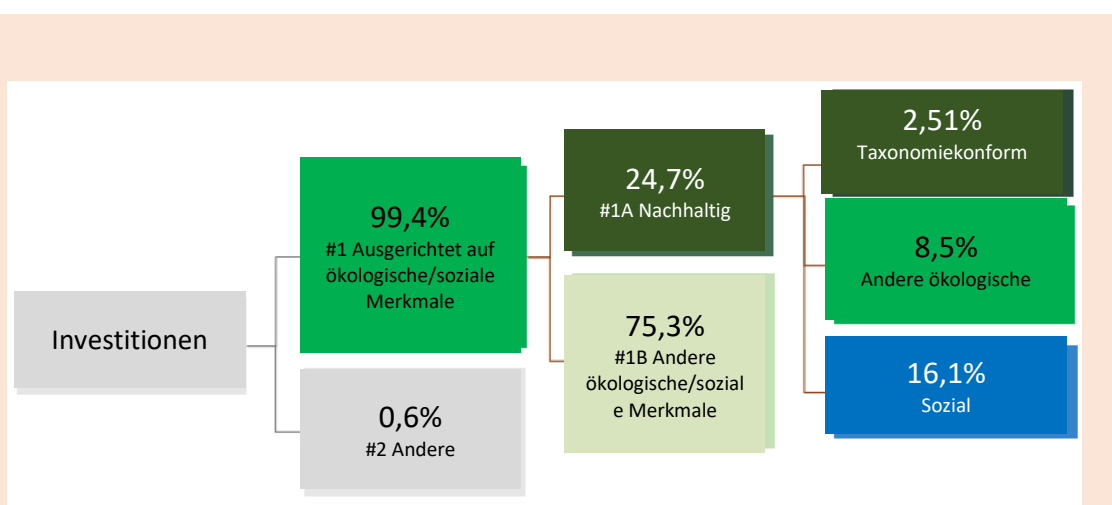 Investitionen
99,4%
#1 Ausgerichtet auf
ökologische/soziale
Merkmale
0,6%
#2 Andere
24,7%
#1A Nachhaltig
75,3%
#1B Andere
ökologische/sozial
e Merkmale
2,51%
Taxonomiekonform
8,5%
Andere ökologische
16,1%
Sozial